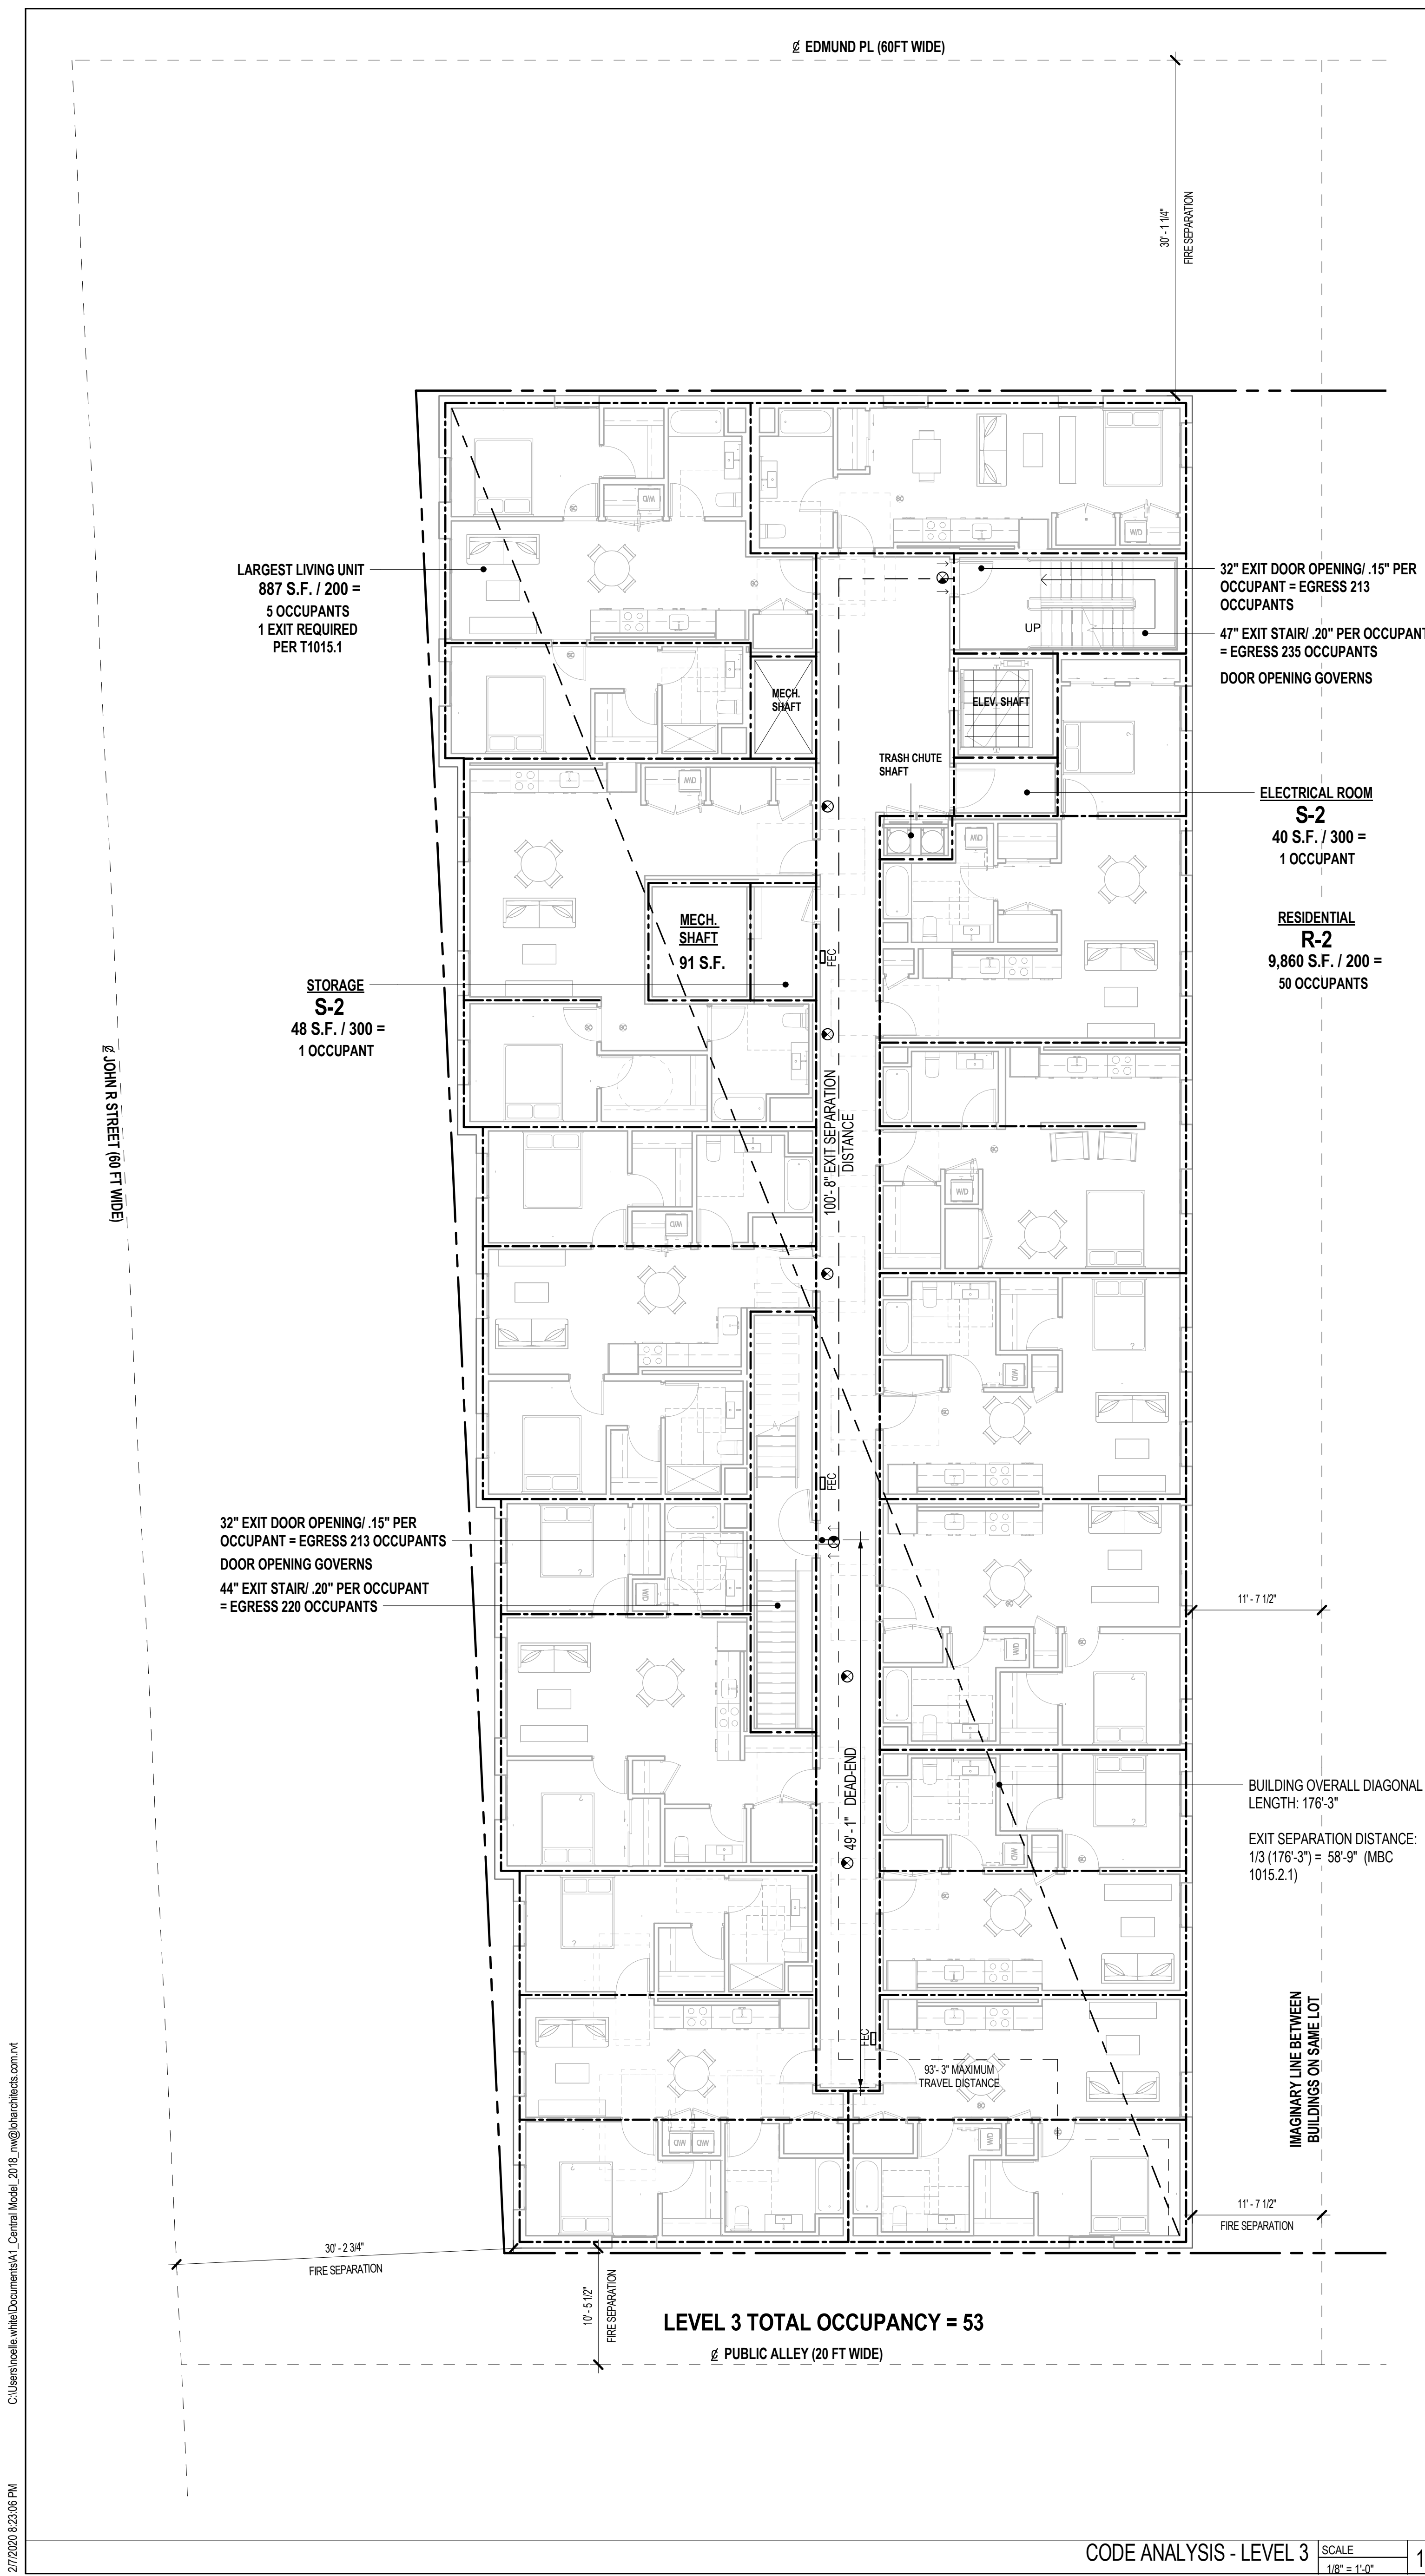 ℄ EDMUND PL (60FT WIDE)
30' - 1 1/4"
FIRE SEPARATION
LARGEST LIVING UNIT
887 S.F. / 200 =
5 OCCUPANTS
1 EXIT REQUIRED
PER T1015.1
32" EXIT DOOR OPENING/ .15" PER
OCCUPANT = EGRESS 213
OCCUPANTS
47" EXIT STAIR/ .20" PER OCCUPANT
= EGRESS 235 OCCUPANTS
DOOR OPENING GOVERNS
UP
W/D
W/D
MECH.
SHAFT
ELEV. SHAFT
TRASH CHUTE
SHAFT
W/D
W/D
ELECTRICAL ROOM
S-2
40 S.F. / 300 =
1 OCCUPANT
RESIDENTIAL
R-2
9,860 S.F. / 200 =
50 OCCUPANTS
MECH.
SHAFT
91 S.F.
FEC
STORAGE
S-2
48 S.F. / 300 =
1 OCCUPANT
℄ JOHN R STREET (60 FT WIDE)
100'- 8" EXIT SEPARATION
DISTANCE
W/D
W/D
W/D
FEC
32" EXIT DOOR OPENING/ .15" PER
OCCUPANT = EGRESS 213 OCCUPANTS
DOOR OPENING GOVERNS
44" EXIT STAIR/ .20" PER OCCUPANT
= EGRESS 220 OCCUPANTS
W/D
W/D
11' - 7 1/2"
49' - 1" DEAD-END
W/D
BUILDING OVERALL DIAGONAL
LENGTH: 176'-3"
EXIT SEPARATION DISTANCE:
1/3 (176'-3") = 58'-9" (MBC
1015.2.1)
FEC
93'- 3" MAXIMUM
TRAVEL DISTANCE
IMAGINARY LINE BETWEEN
BUILDINGS ON SAME LOT
W/D
W/D
W/D
11' - 7 1/2"
FIRE SEPARATION
30' - 2 3/4"
FIRE SEPARATION
10' - 5 1/2"
FIRE SEPARATION
LEVEL 3 TOTAL OCCUPANCY = 53
℄ PUBLIC ALLEY (20 FT WIDE)
C:\Users\noelle.white\Documents\A1_Central Model_2018_nw@loharchitects.com.rvt
2/7/2020 8:23:06 PM
CODE ANALYSIS - LEVEL 3
SCALE
1/8" = 1'-0"
1